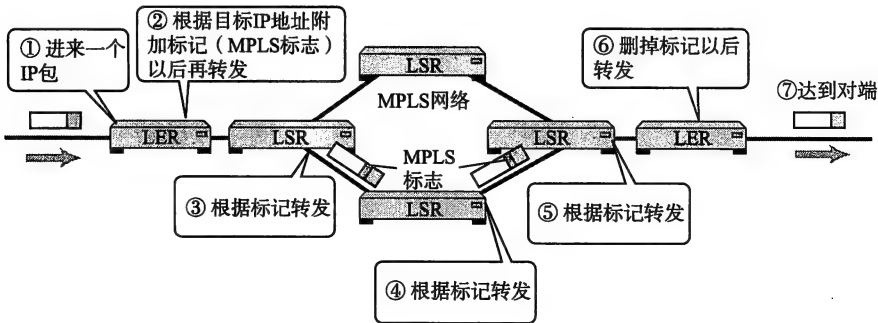 ① 进来一个
IP包
② 根据目标IP地址附
加标记（MPLS标志）
以后再转发
LER
LSR
LSR
MPLS网络
MPLS
标志
③ 根据标记转发
LSR
④ 根据标记转发
LSR
⑤ 根据标记转发
⑥ 删掉标记以后
转发
LER
⑦达到对端